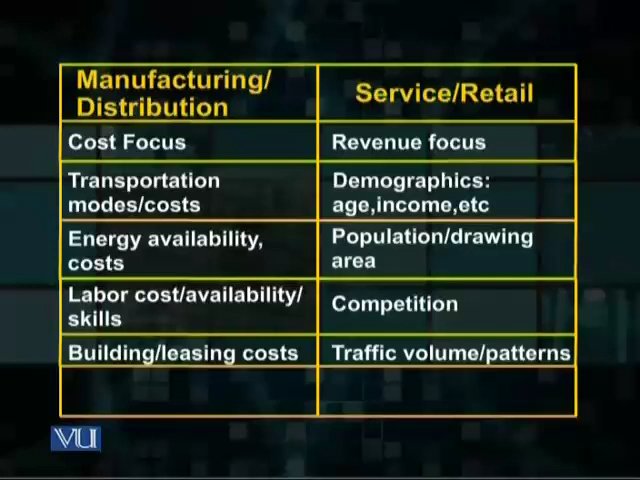 Manufacturing/
Distribution
Service/Retail
Cost Focus
Revenue focus
Transportation
modes/costs
Demographics:
age,income,etc
Energy availability,
costs
Population/drawing
area
Labor cost/availability/
skills
Competition
Building/leasing costs
Traffic volume/patterns
VU